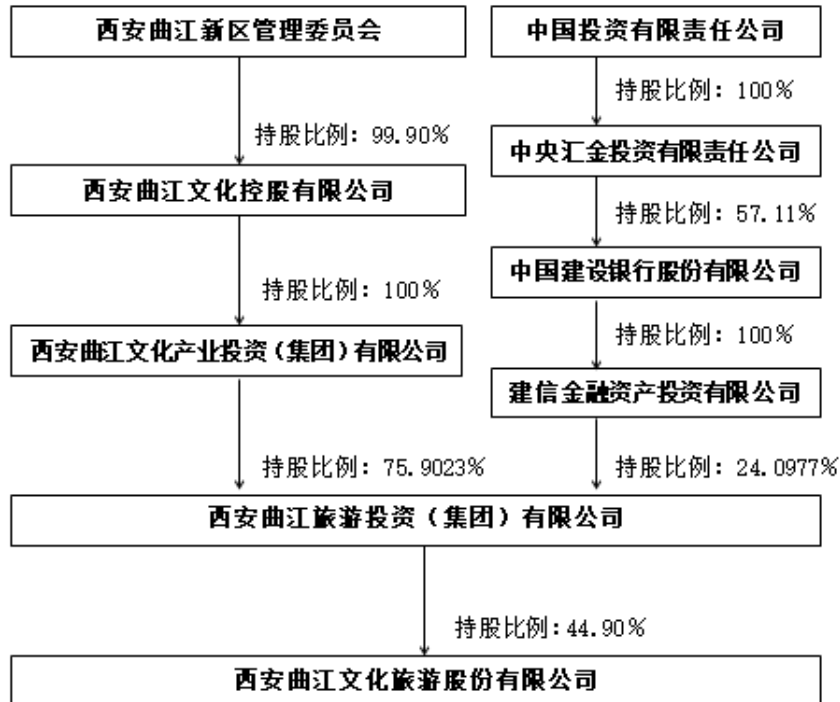 西安曲江新区管理委员会
中国投资有限责任公司
持股比例：100%
持股比例：99.90%
中央汇金投资有限责任公司
西安曲江文化控股有限公司
持股比例：57.11%
中国建设银行股份有限公司
持股比例：100%
持股比例：100%
西安曲江文化产业投资（集团）有限公司
建信金融资产投资有限公司
持股比例：75.9023%
持股比例：24.0977%
西安曲江旅游投资（集团）有限公司
持股比例：44.90%
西安曲江文化旅游股份有限公司